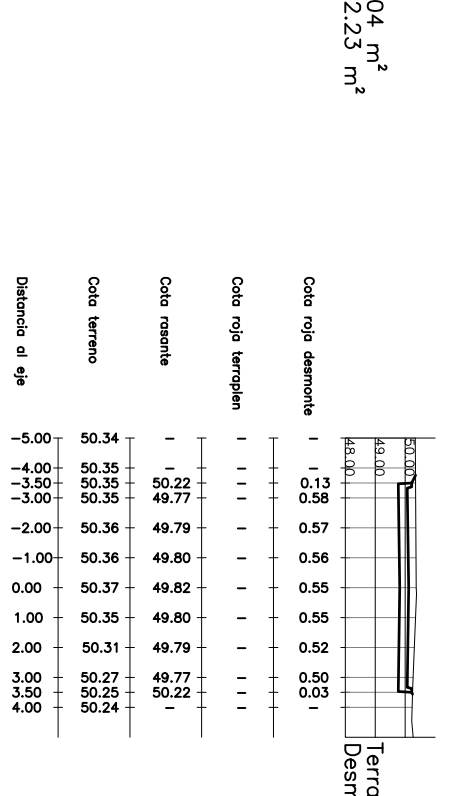 04 m²
2.23 m²
Terra
Desm
50.00
49.00
48.00
Cota roja desmonte - - 0.13 0.58 0.57 0.56 0.55 0.55 0.52 0.50 0.03 -
Cota roja terraplen - - - - - - - - - - - -
Cota rasante - - 50.22 49.77 49.79 49.80 49.82 49.80 49.79 49.77 50.22 -
Cota terreno 50.34 50.35 50.35 50.35 50.36 50.36 50.37 50.35 50.31 50.27 50.25 50.24
Distancia al eje -5.00 -4.00 -3.50 -3.00 -2.00 -1.00 0.00 1.00 2.00 3.00 3.50 4.00